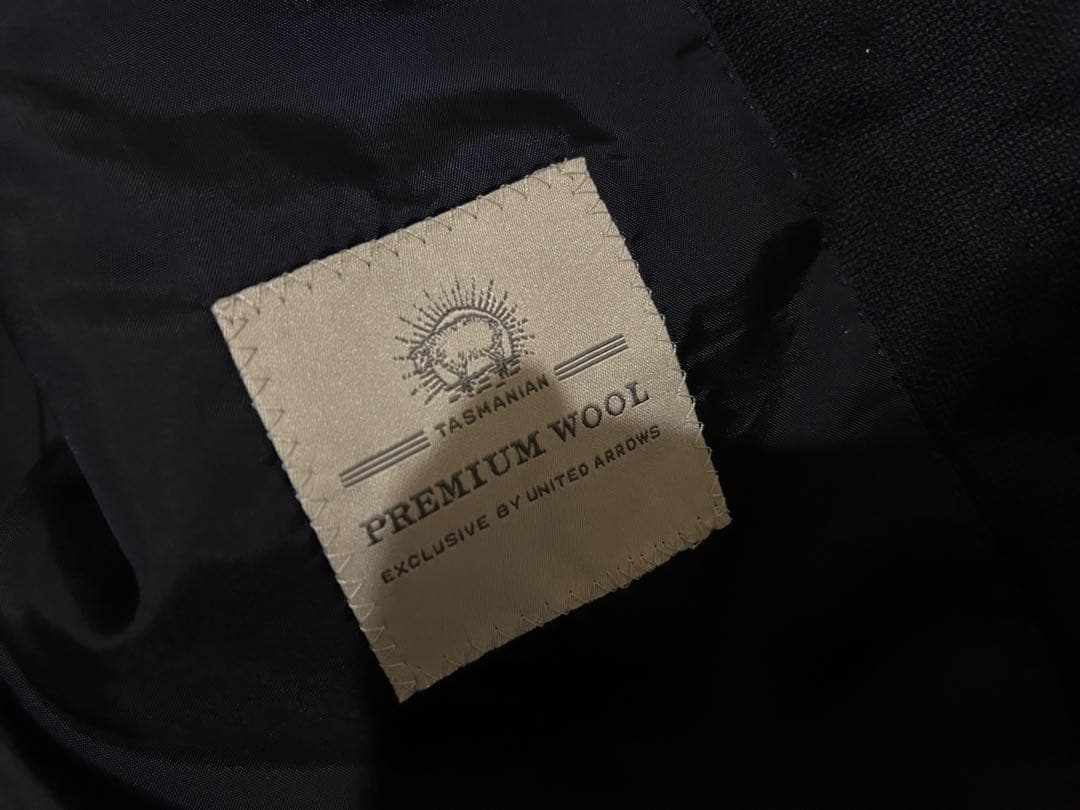 TASMANIAN
PREMIUM WOOL
EXCLUSIVE BY UNITED ARROWS